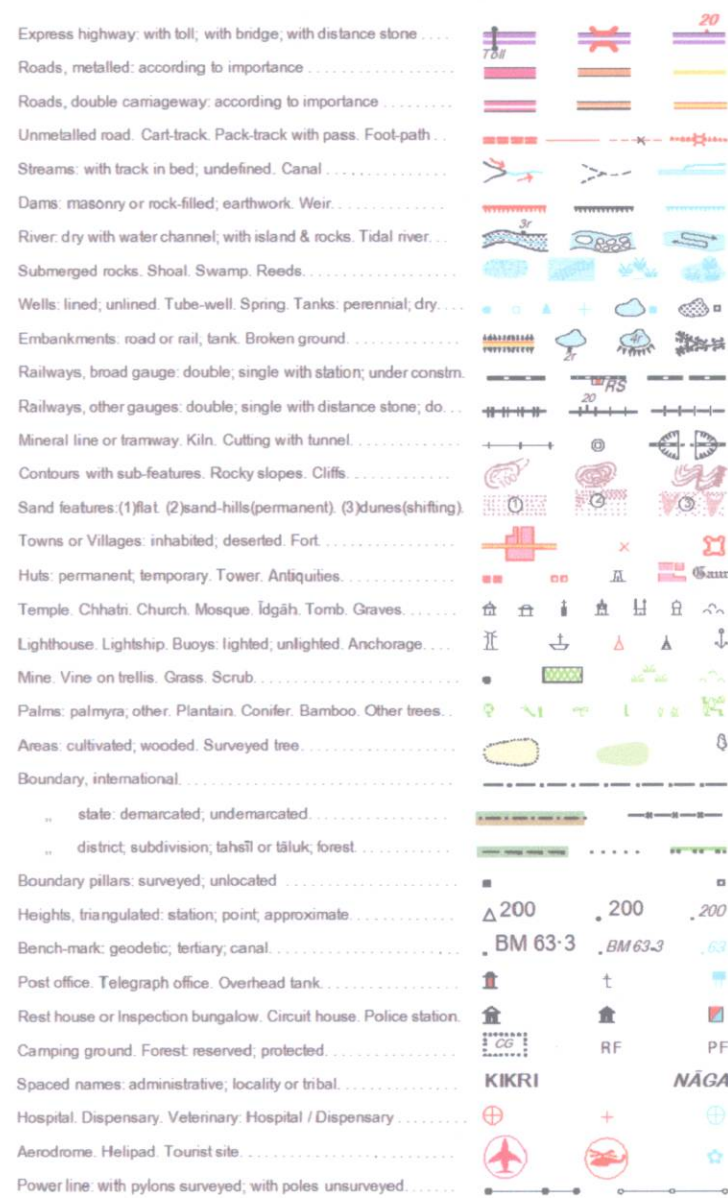 20
Express highway: with toll; with bridge; with distance stone . . . .
Toll
Roads, metalled: according to importance . . . . . . . . . . . . . . . . .
Roads, double carriageway: according to importance . . . . . . . . .
Unmetalled road. Cart-track. Pack-track with pass. Foot-path . .
Streams: with track in bed; undefined. Canal . . . . . . . . . . . . . . .
Dams: masonry or rock-filled; earthwork. Weir. . . . . . . . . . . . . .
River: dry with water channel; with island & rocks. Tidal river. . . 3r
Submerged rocks. Shoal. Swamp. Reeds. . . . . . . . . . . . . . . . . .
Wells: lined; unlined. Tube-well. Spring. Tanks: perennial; dry. . . .
Embankments: road or rail; tank. Broken ground. . . . . . . . . . . . . 2r 4r
Railways, broad gauge: double; single with station; under constrn. RS
Railways, other gauges: double; single with distance stone; do. . . 20
Mineral line or tramway. Kiln. Cutting with tunnel. . . . . . . . . . . . .
Contours with sub-features. Rocky slopes. Cliffs. . . . . . . . . . . . .
Sand features:(1)flat. (2)sand-hills(permanent). (3)dunes(shifting). 1 2 3
Towns or Villages: inhabited; deserted. Fort. . . . . . . . . . . . . . . .
Huts: permanent; temporary. Tower. Antiquities. . . . . . . . . . . . . . Gaur
Temple. Chhatri. Church. Mosque. Īdgāh. Tomb. Graves. . . . . . .
Lighthouse. Lightship. Buoys: lighted; unlighted. Anchorage. . . .
Mine. Vine on trellis. Grass. Scrub. . . . . . . . . . . . . . . . . . . . . .
Palms: palmyra; other. Plantain. Conifer. Bamboo. Other trees. .
Areas: cultivated; wooded. Surveyed tree. . . . . . . . . . . . . . . . . .
Boundary, international. . . . . . . . . . . . . . . . . . . . . . . . . . . . .
„ state: demarcated; undemarcated. . . . . . . . . . . . . . . . .
„ district; subdivision; tahsīl or tāluk; forest. . . . . . . . . . . .
Boundary pillars: surveyed; unlocated . . . . . . . . . . . . . . . . . . .
Heights, triangulated: station; point; approximate. . . . . . . . . . . . 200 .200 .200
Bench-mark: geodetic; tertiary; canal. . . . . . . . . . . . . . . . . . . . .BM 63·3 .BM 63·3 .63
Post office. Telegraph office. Overhead tank. . . . . . . . . . . . . . . . t
Rest house or Inspection bungalow. Circuit house. Police station.
Camping ground. Forest: reserved; protected. . . . . . . . . . . . . . . CG RF PF
Spaced names: administrative; locality or tribal. . . . . . . . . . . . . . KIKRI NĀGA
Hospital. Dispensary. Veterinary: Hospital / Dispensary . . . . . . .
Aerodrome. Helipad. Tourist site. . . . . . . . . . . . . . . . . . . . . . .
Power line: with pylons surveyed; with poles unsurveyed. . . . . .